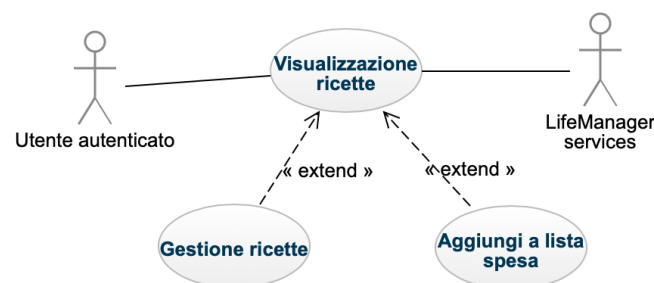 Visualizzazione
ricette
Utente autenticato
LifeManager
services
« extend »
« extend »
Gestione ricette
Aggiungi a lista
spesa